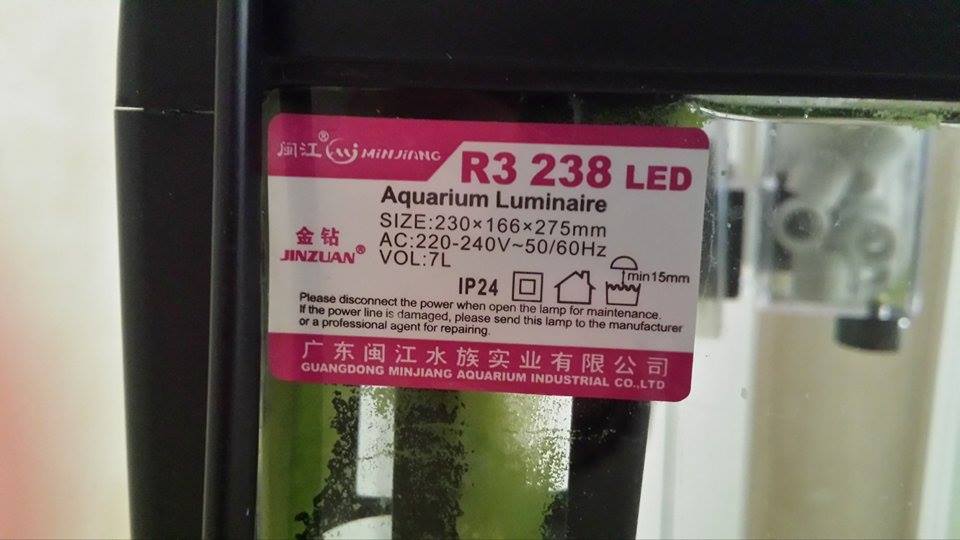 闽江® mj MiNJiANG R3 238 LED
Aquarium Luminaire
SIZE:230×166×275mm
AC:220-240V~50/60Hz
VOL:7L
金钻
JINZUAN®
IP24 min15mm
Please disconnect the power when open the lamp for maintenance.
If the power line is damaged, please send this lamp to the manufacturer
or a professional agent for repairing.
广东闽江水族实业有限公司
GUANGDONG MINJIANG AQUARIUM INDUSTRIAL CO.,LTD